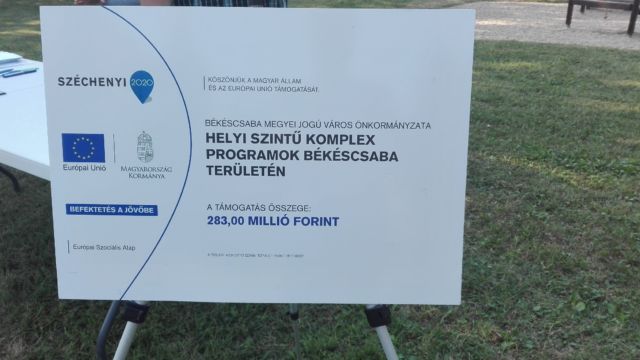 SZÉCHENYI 2020
KÖSZÖNJÜK A MAGYAR ÁLLAM
ÉS AZ EURÓPAI UNIÓ TÁMOGATÁSÁT.
BÉKÉSCSABA MEGYEI JOGÚ VÁROS ÖNKORMÁNYZATA
HELYI SZINTŰ KOMPLEX
PROGRAMOK BÉKÉSCSABA
TERÜLETÉN
A TÁMOGATÁS ÖSSZEGE:
283,00 MILLIÓ FORINT
Európai Unió
MAGYARORSZÁG
KORMÁNYA
BEFEKTETÉS A JÖVŐBE
Európai Szociális Alap